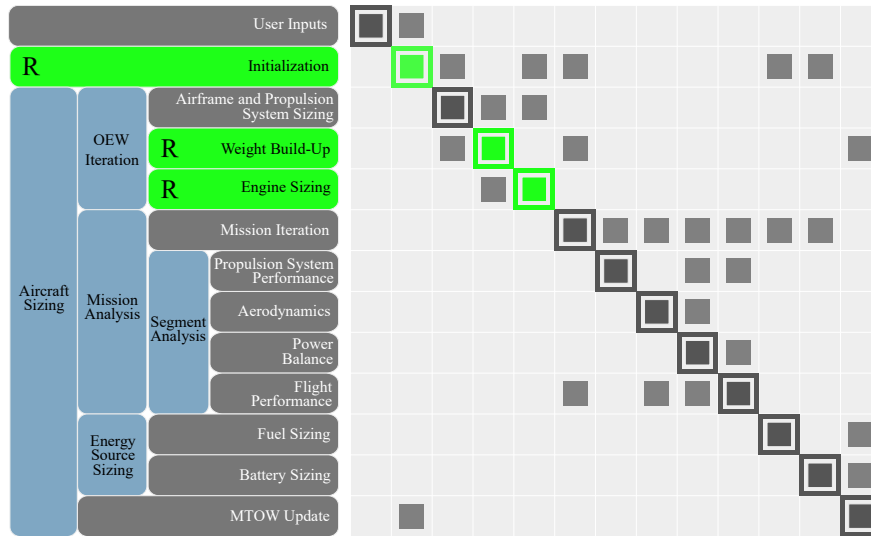 User Inputs
R
Initialization
Airframe and Propulsion
System Sizing
OEW
Iteration
R
Weight Build-Up
R
Engine Sizing
Mission Iteration
Propulsion System
Performance
Aircraft
Sizing
Mission
Analysis
Segment
Analysis
Aerodynamics
Power
Balance
Flight
Performance
Energy
Source
Sizing
Fuel Sizing
Battery Sizing
MTOW Update